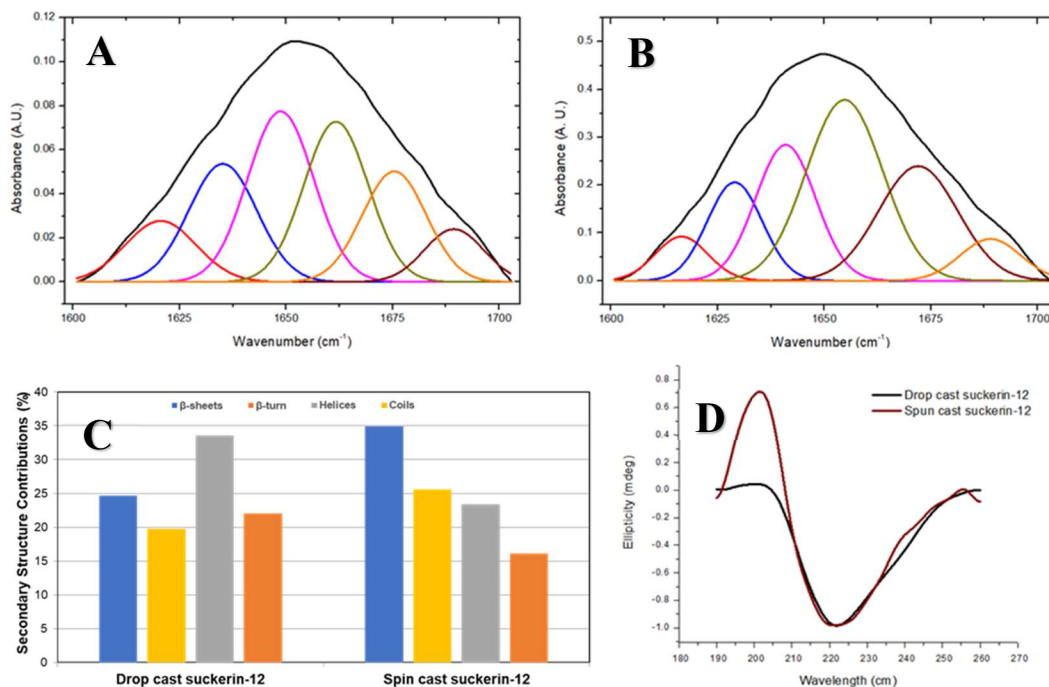 A
0.12
0.10
0.08
0.06
0.04
0.02
0.00
Absorbance (A.U.)
1600 1625 1650 1675 1700
Wavenumber (cm⁻¹)
B
0.5
0.4
0.3
0.2
0.1
0.0
Absorbance (A. U.)
1600 1625 1650 1675 1700
Wavenumber (cm⁻¹)
C
40
35
30
25
20
15
10
5
0
Secondary Structure Contributions (%)
β-sheets β-turn Helices Coils
Drop cast suckerin-12 Spin cast suckerin-12
D
Drop cast suckerin-12
Spun cast suckerin-12
0.8
0.6
0.4
0.2
0.0
-0.2
-0.4
-0.6
-0.8
-1.0
Ellipticity (mdeg)
180 190 200 210 220 230 240 250 260 270
Wavelength (cm)